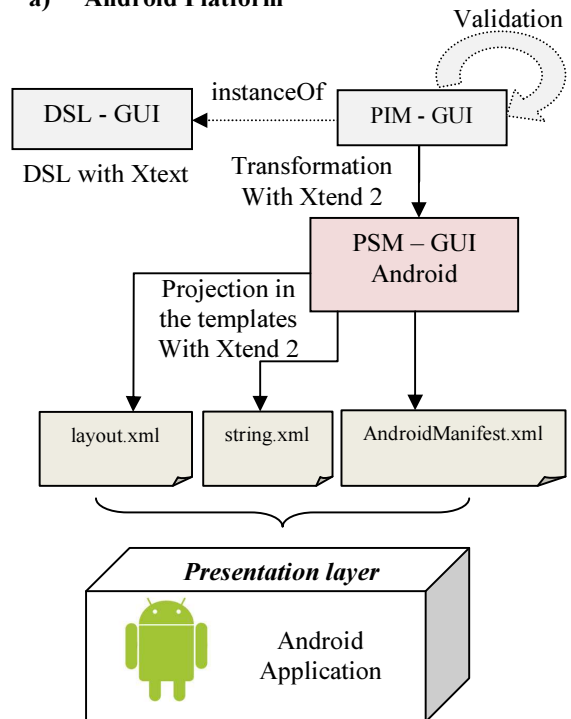 a) Android Platform
Validation
DSL - GUI
instanceOf
PIM - GUI
DSL with Xtext
Transformation
With Xtend 2
PSM – GUI
Android
Projection in
the templates
With Xtend 2
layout.xml
string.xml
AndroidManifest.xml
Presentation layer
Android
Application